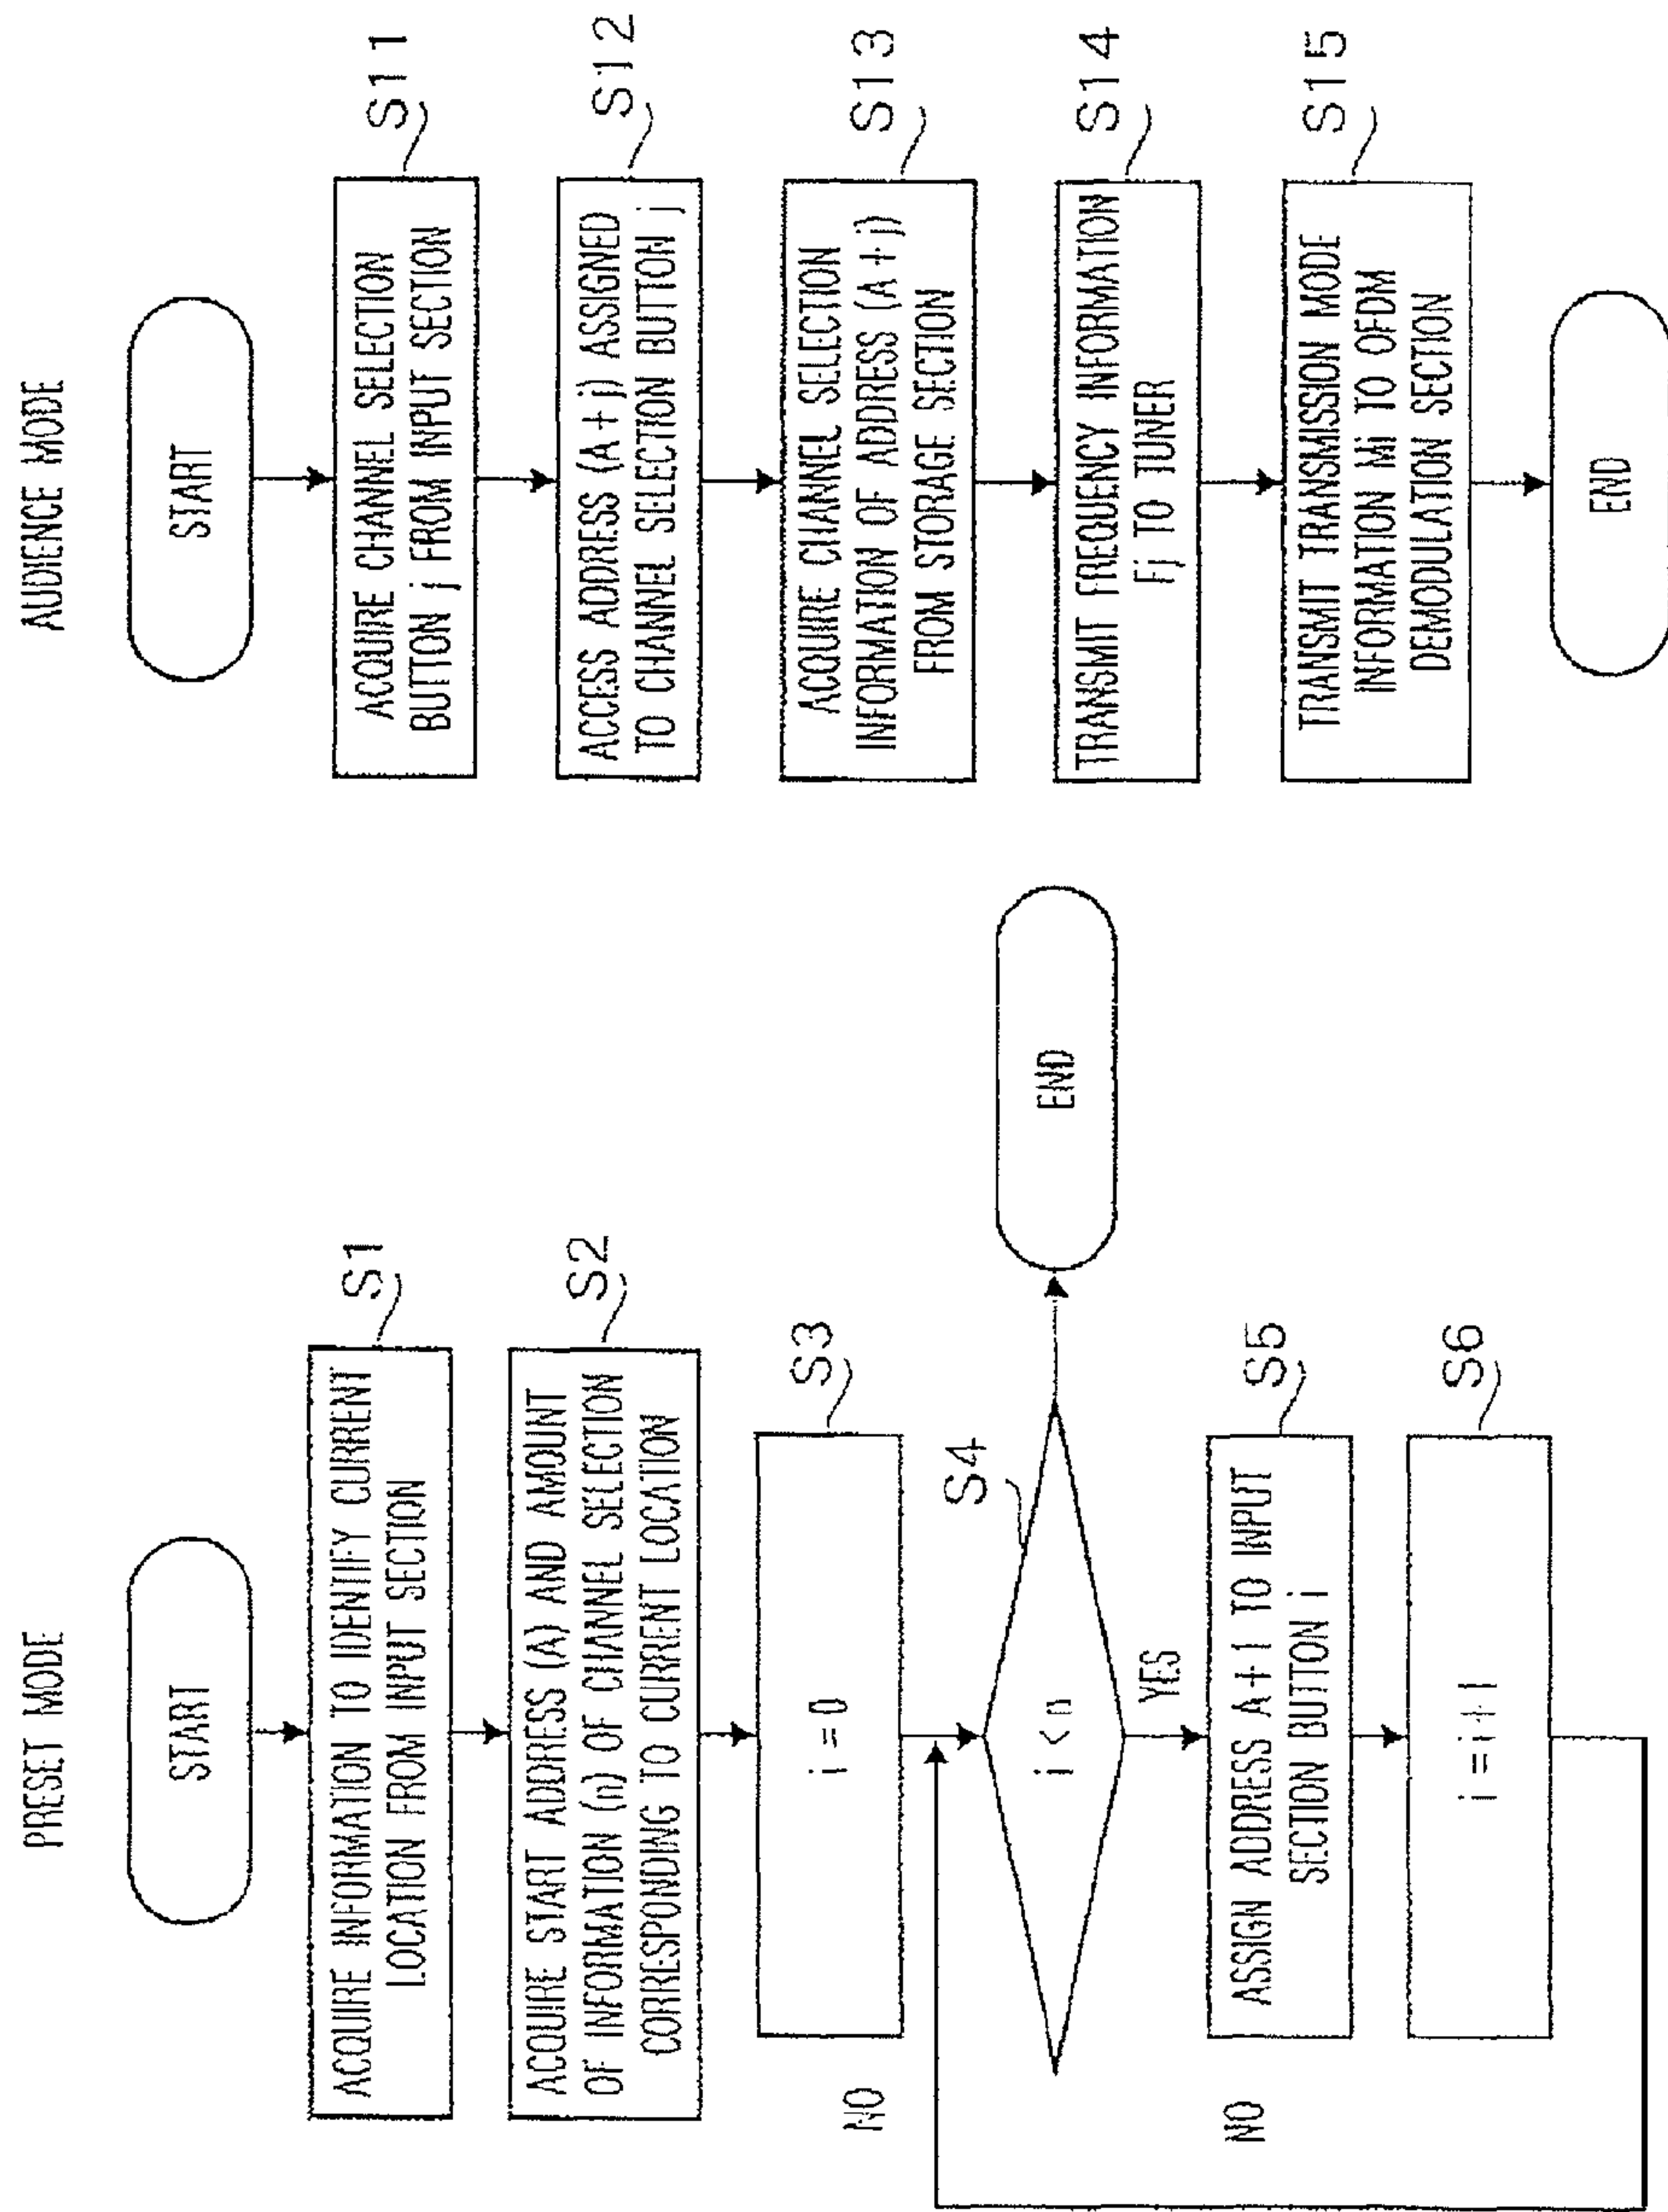 PRESET MODE
START
ACQUIRE INFORMATION TO IDENTIFY CURRENT
LOCATION FROM INPUT SECTION
S1
ACQUIRE START ADDRESS (A) AND AMOUNT
OF INFORMATION (n) OF CHANNEL SELECTION
CORRESPONDING TO CURRENT LOCATION
S2
i = 0
S3
NO
i < n
S4
END
YES
ASSIGN ADDRESS A + 1 TO INPUT
SECTION BUTTON i
S5
NO
i = i + 1
S6
AUDIENCE MODE
START
ACQUIRE CHANNEL SELECTION
BUTTON j FROM INPUT SECTION
S11
ACCESS ADDRESS (A + j) ASSIGNED
TO CHANNEL SELECTION BUTTON j
S12
ACQUIRE CHANNEL SELECTION
INFORMATION OF ADDRESS (A + j)
FROM STORAGE SECTION
S13
TRANSMIT FREQUENCY INFORMATION
Fj TO TUNER
S14
TRANSMIT TRANSMISSION MODE
INFORMATION Mi TO OFDM
DEMODULATION SECTION
S15
END